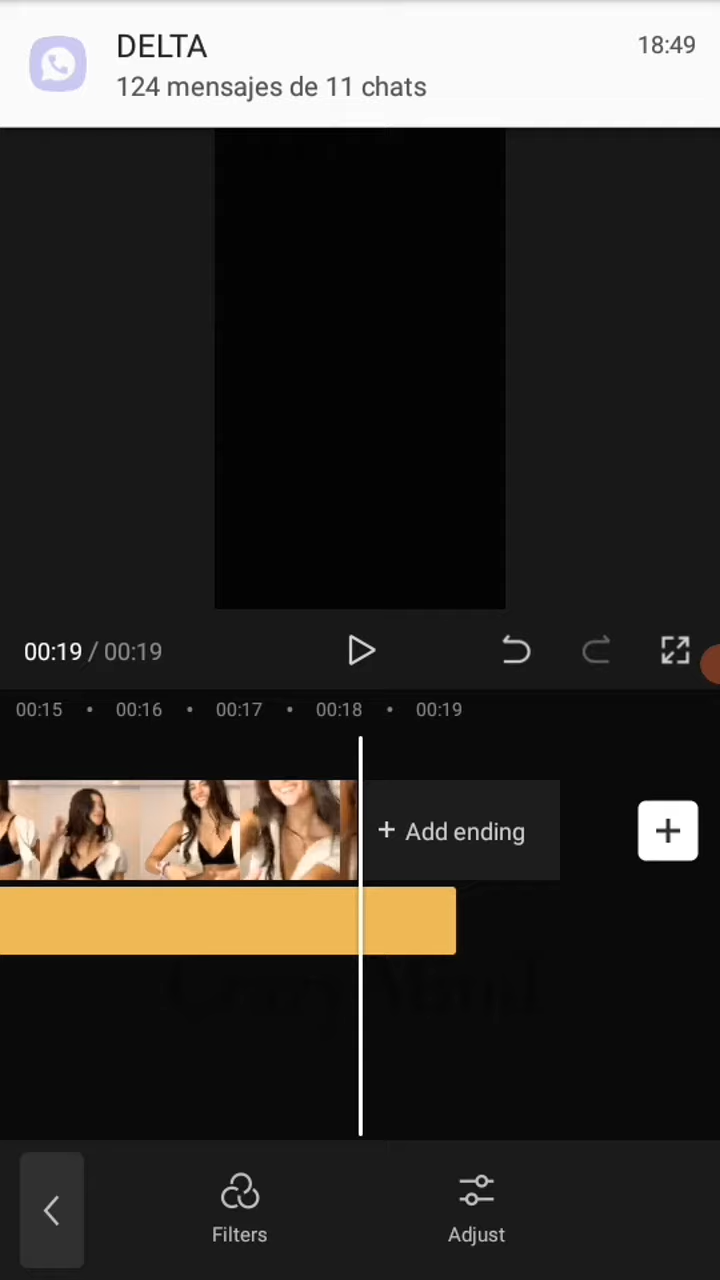 DELTA
18:49
124 mensajes de 11 chats
00:19 / 00:19
00:15 • 00:16 • 00:17 • 00:18 • 00:19
+ Add ending
Filters
Adjust